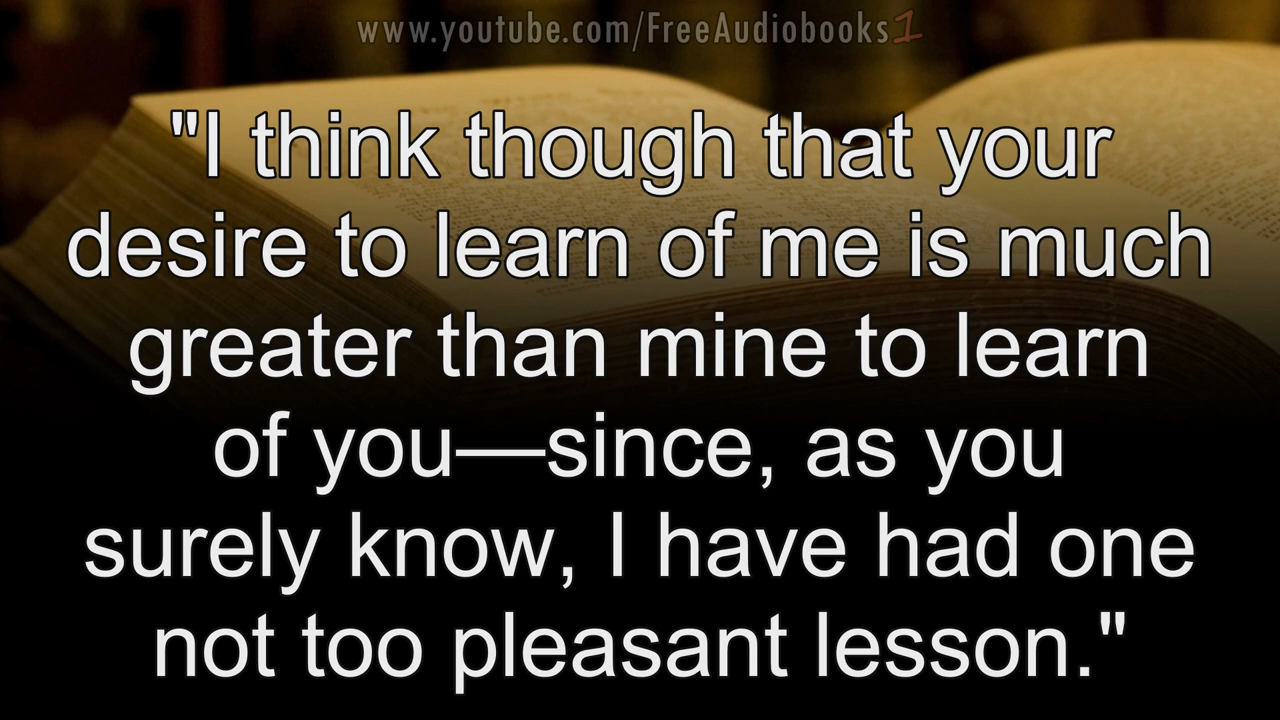 www.youtube.com/FreeAudiobooks1
"I think though that your
desire to learn of me is much
greater than mine to learn
of you—since, as you
surely know, I have had one
not too pleasant lesson."